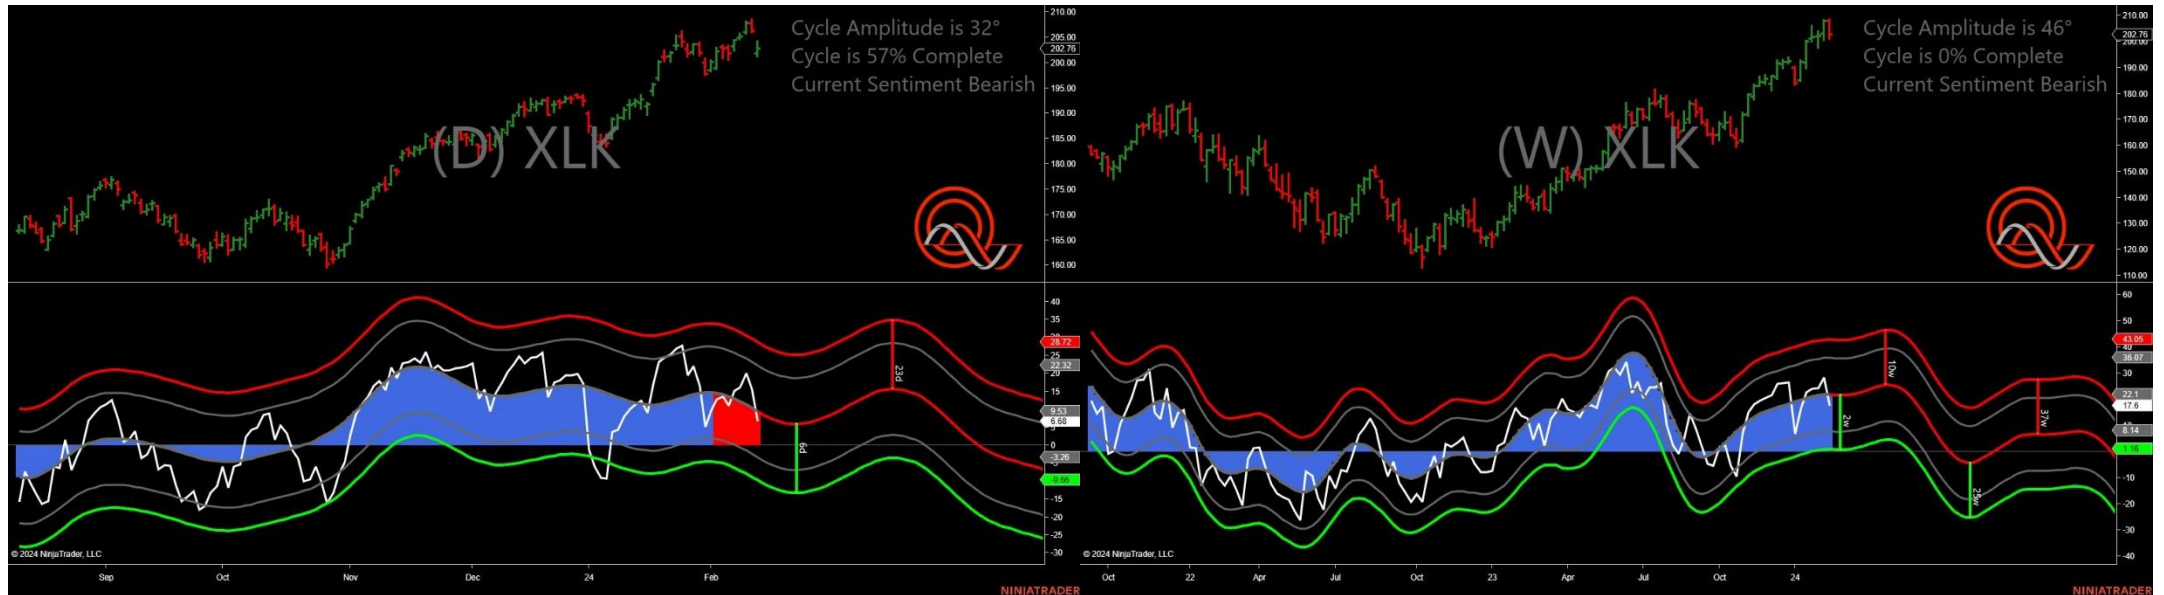 Cycle Amplitude is 32°
Cycle is 57% Complete
Current Sentiment Bearish
(D) XLK
210.00
205.00
202.76
200.00
195.00
190.00
185.00
180.00
175.00
170.00
165.00
160.00
40
35
28.72
25
22.32
20
15
9.53
6.68
0
-3.26
-9.66
-15
-20
-25
-30
23d
6d
© 2024 NinjaTrader, LLC
Sep
Oct
Nov
Dec
24
Feb
NINJATRADER
Cycle Amplitude is 46°
Cycle is 0% Complete
Current Sentiment Bearish
(W) XLK
210.00
202.76
200.00
190.00
180.00
170.00
160.00
150.00
140.00
130.00
120.00
110.00
60
50
43.05
40
36.07
30
22.1
17.6
8.14
1.16
-10
-20
-30
-40
10w
2w
37w
25w
© 2024 NinjaTrader, LLC
Oct
22
Apr
Jul
Oct
23
Apr
Jul
Oct
24
NINJATRADER